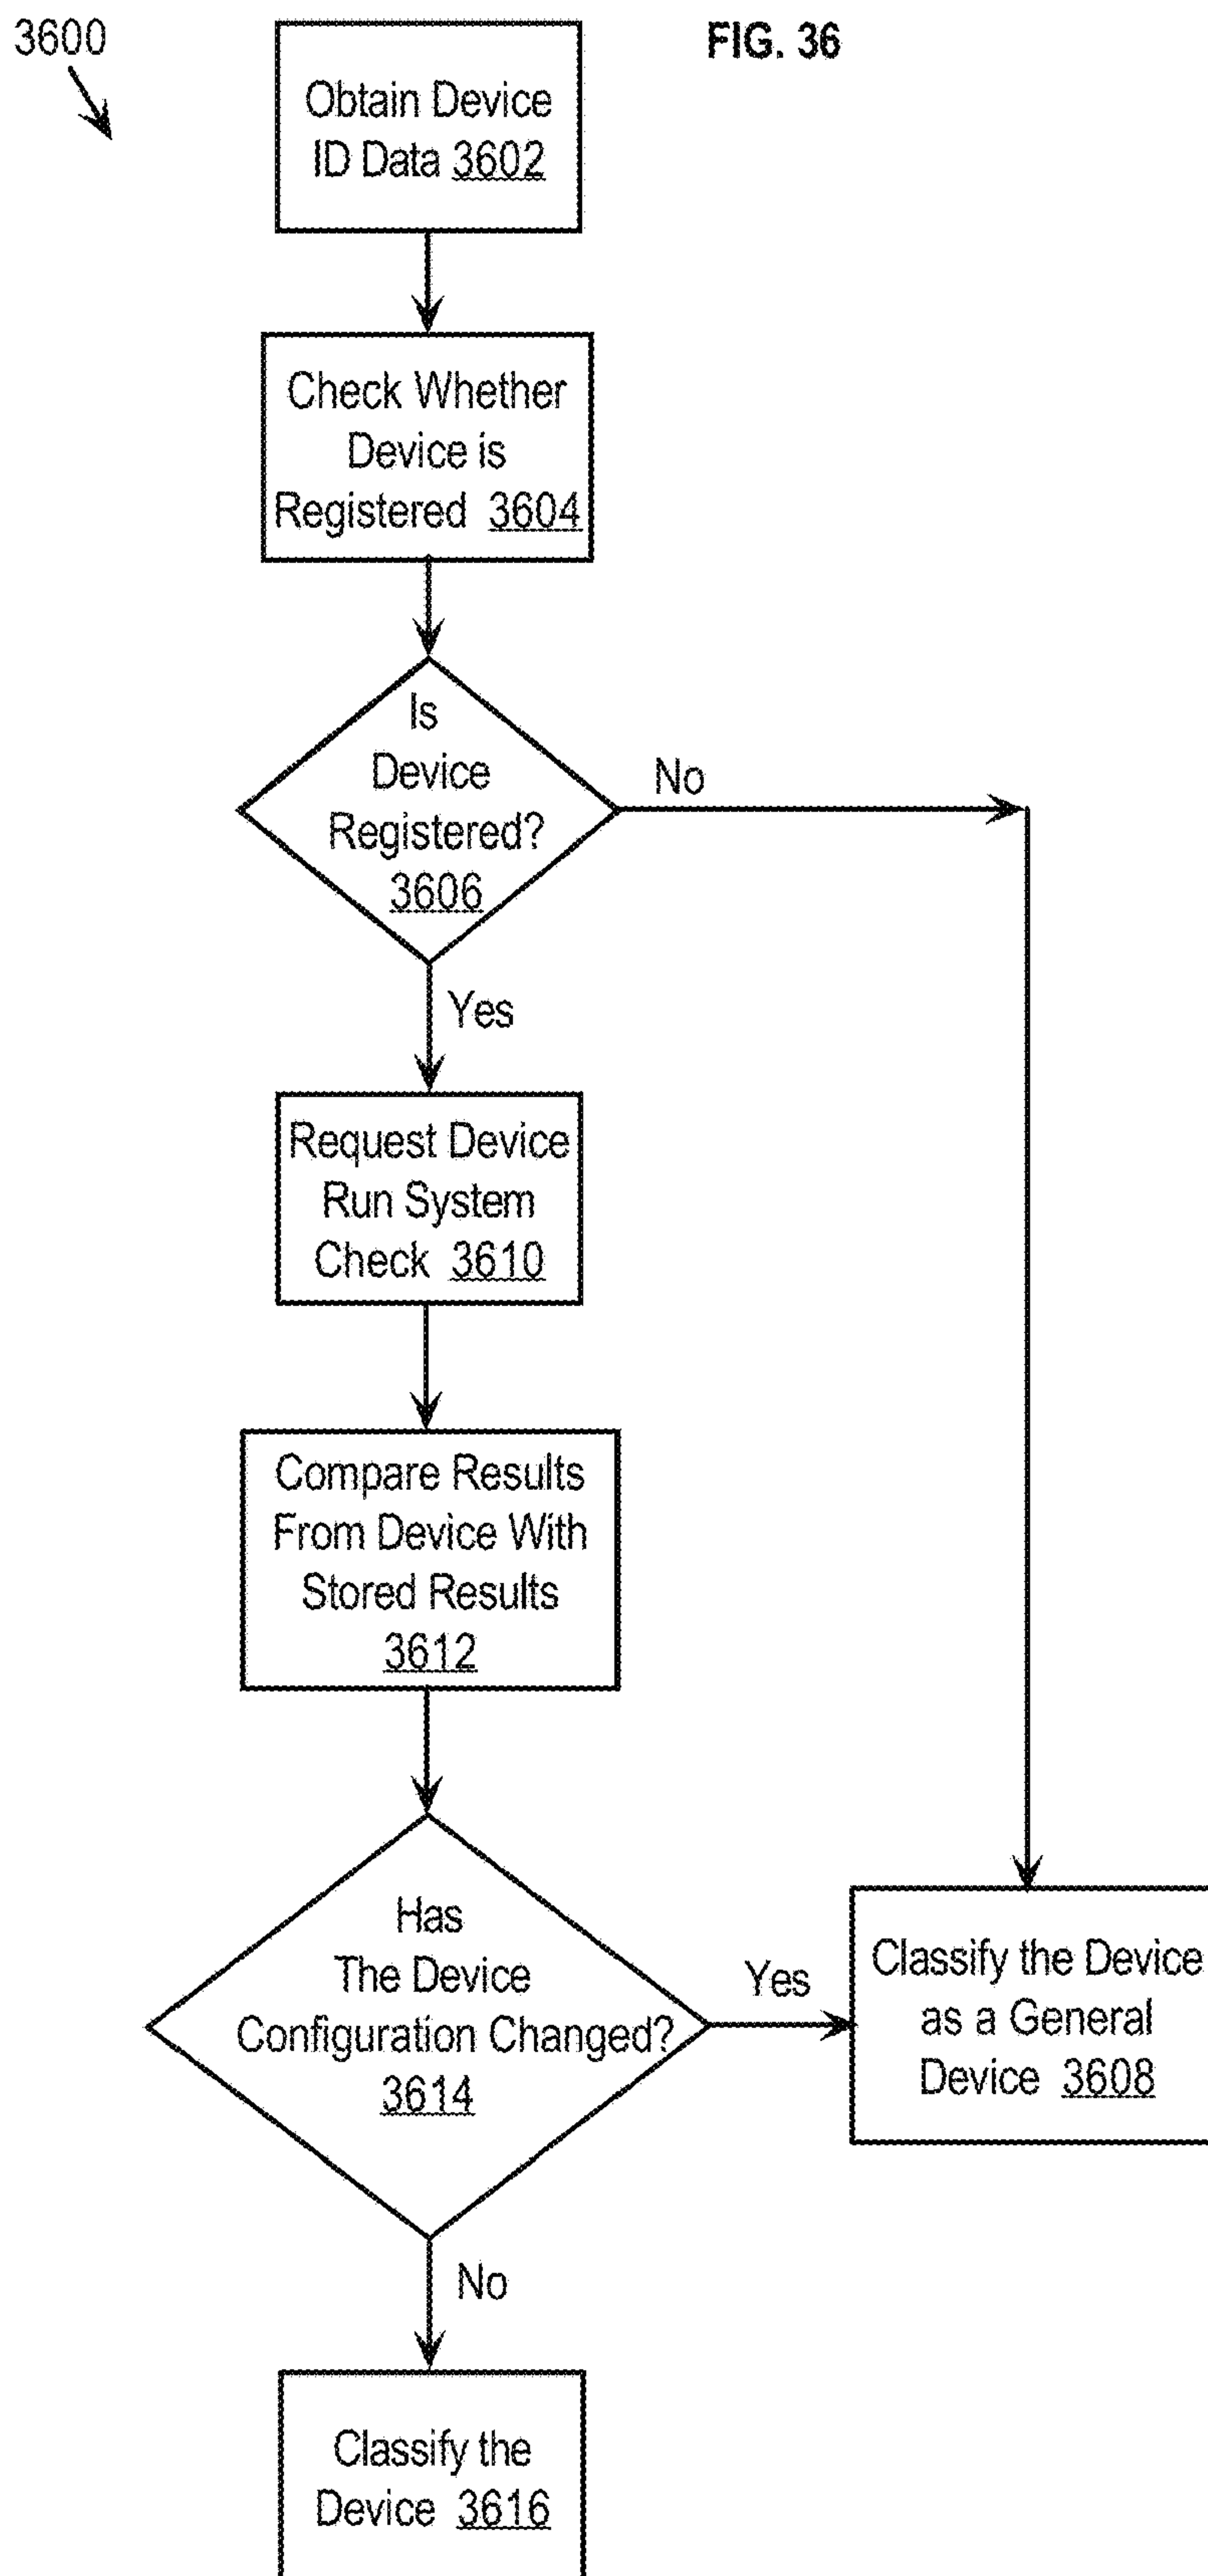 3600
FIG. 36
Obtain Device
ID Data 3602
Check Whether
Device is
Registered 3604
Is
Device
Registered?
3606
No
Yes
Request Device
Run System
Check 3610
Compare Results
From Device With
Stored Results
3612
Has
The Device
Configuration Changed?
3614
Yes
Classify the Device
as a General
Device 3608
No
Classify the
Device 3616